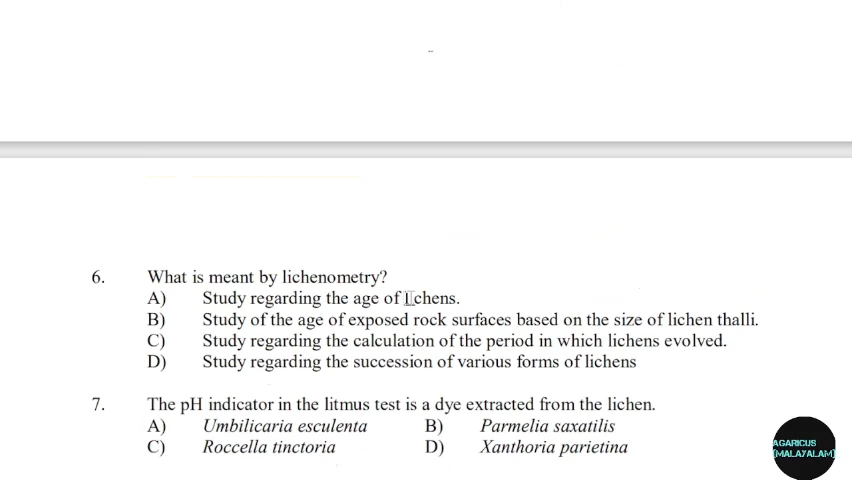 6. What is meant by lichenometry?
A) Study regarding the age of lichens.
B) Study of the age of exposed rock surfaces based on the size of lichen thalli.
C) Study regarding the calculation of the period in which lichens evolved.
D) Study regarding the succession of various forms of lichens
7. The pH indicator in the litmus test is a dye extracted from the lichen.
A) Umbilicaria esculenta B) Parmelia saxatilis
C) Roccella tinctoria D) Xanthoria parietina
AGARICUS
(MALAYALAM)